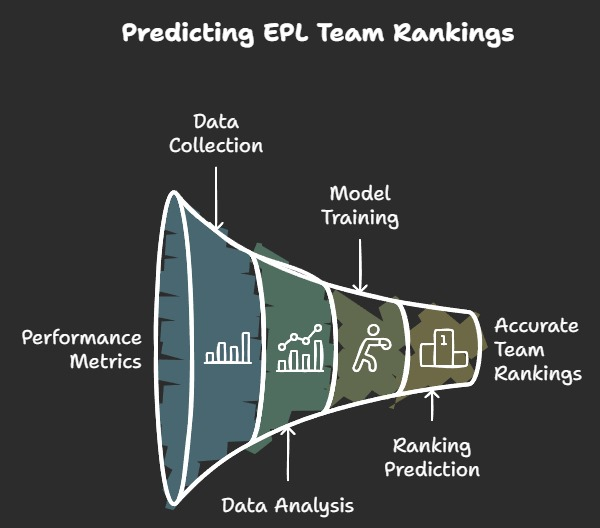 Predicting EPL Team Rankings
Data
Collection
Model
Training
Performance
Metrics
1
Accurate
Team
Rankings
Ranking
Prediction
Data Analysis